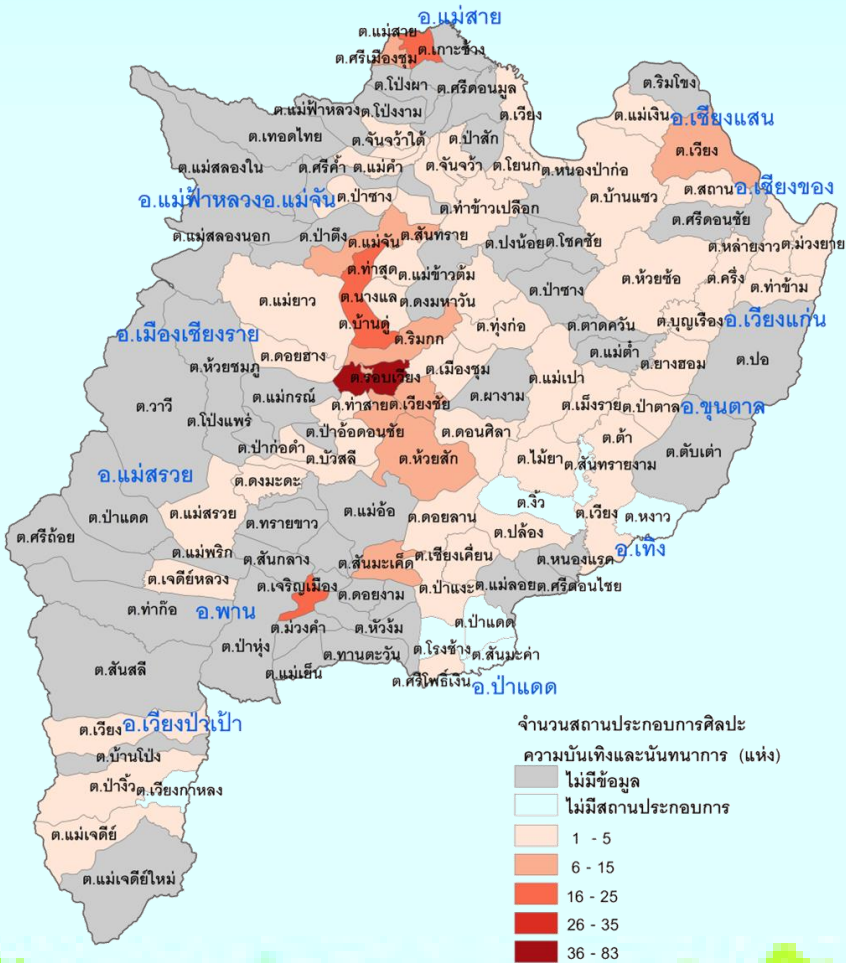 อ.แม่สาย
ต.แม่สาย
ต.เกาะช้าง
ต.ศรีเมืองชุม
ต.โป่งผา
ต.ศรีดอนมูล
ต.ริมโขง
ต.แม่ฟ้าหลวง
ต.โป่งงาม
ต.เวียง
ต.แม่เงิน
อ.เชียงแสน
ต.เทอดไทย
ต.จันจว้าใต้
ต.ป่าสัก
ต.เวียง
ต.แม่สลองใน
ต.ศรีค้ำ
ต.แม่คำ
ต.จันจว้า
ต.โยนก
ต.หนองป่าก่อ
ต.สถาน
อ.เชียงของ
อ.แม่ฟ้าหลวง
อ.แม่จัน
ต.ป่าซาง
ต.ท่าข้าวเปลือก
ต.บ้านแซว
ต.ศรีดอนชัย
ต.แม่สลองนอก
ต.ป่าตึง
ต.แม่จัน
ต.สันทราย
ต.ปงน้อย
ต.โชคชัย
ต.หล่ายงาว
ต.ม่วงยาย
ต.ท่าสุด
ต.แม่ข้าวต้ม
ต.ห้วยซ้อ
ต.ครึ่ง
ต.ท่าข้าม
ต.แม่ยาว
ต.นางแล
ต.ดงมหาวัน
ต.ป่าซาง
อ.เมืองเชียงราย
ต.บ้านดู่
ต.ริมกก
ต.ทุ่งก่อ
ต.ตาดควัน
ต.บุญเรือง
อ.เวียงแก่น
ต.ห้วยชมภู
ต.ดอยฮาง
ต.เมืองชุม
ต.แม่ต๋ำ
ต.ยางฮอม
ต.ปอ
ต.รอบเวียง
ต.แม่เปา
ต.วาวี
ต.แม่กรณ์
ต.ท่าสาย
ต.เวียงชัย
ต.ผางาม
ต.เม็งราย
ต.ป่าตาล
อ.ขุนตาล
ต.โป่งแพร่
ต.ป่าอ้อดอนชัย
ต.ดอนศิลา
ต.ต้า
ต.ป่าก่อดำ
ต.บัวสลี
ต.ห้วยสัก
ต.ไม้ยา
ต.สันทรายงาม
ต.ตับเต่า
อ.แม่สรวย
ต.ดงมะดะ
ต.ป่าแดด
ต.แม่สรวย
ต.ทรายขาว
ต.แม่อ้อ
ต.ดอยลาน
ต.งิ้ว
ต.เวียง
ต.หงาว
ต.ศรีถ้อย
ต.แม่พริก
ต.สันกลาง
ต.สันมะเค็ด
ต.เชียงเคี่ยน
ต.ปล้อง
ต.หนองแรด
อ.เทิง
ต.เจดีย์หลวง
ต.เจริญเมือง
ต.ดอยงาม
ต.ป่าแงะ
ต.แม่ลอย
ต.ศรีดอนไชย
ต.ท่าก๊อ
อ.พาน
ต.ม่วงคำ
ต.หัวง้ม
ต.ป่าแดด
ต.ป่าหุ่ง
ต.ทานตะวัน
ต.โรงช้าง
ต.สันมะค่า
ต.สันสลี
ต.แม่เย็น
ต.ศรีโพธิ์เงิน
อ.ป่าแดด
ต.เวียง
อ.เวียงป่าเป้า
ต.บ้านโป่ง
ต.ป่างิ้ว
ต.เวียงกาหลง
ต.แม่เจดีย์
ต.แม่เจดีย์ใหม่
จำนวนสถานประกอบการศิลปะ
ความบันเทิงและนันทนาการ (แห่ง)
ไม่มีข้อมูล
ไม่มีสถานประกอบการ
1 - 5
6 - 15
16 - 25
26 - 35
36 - 83